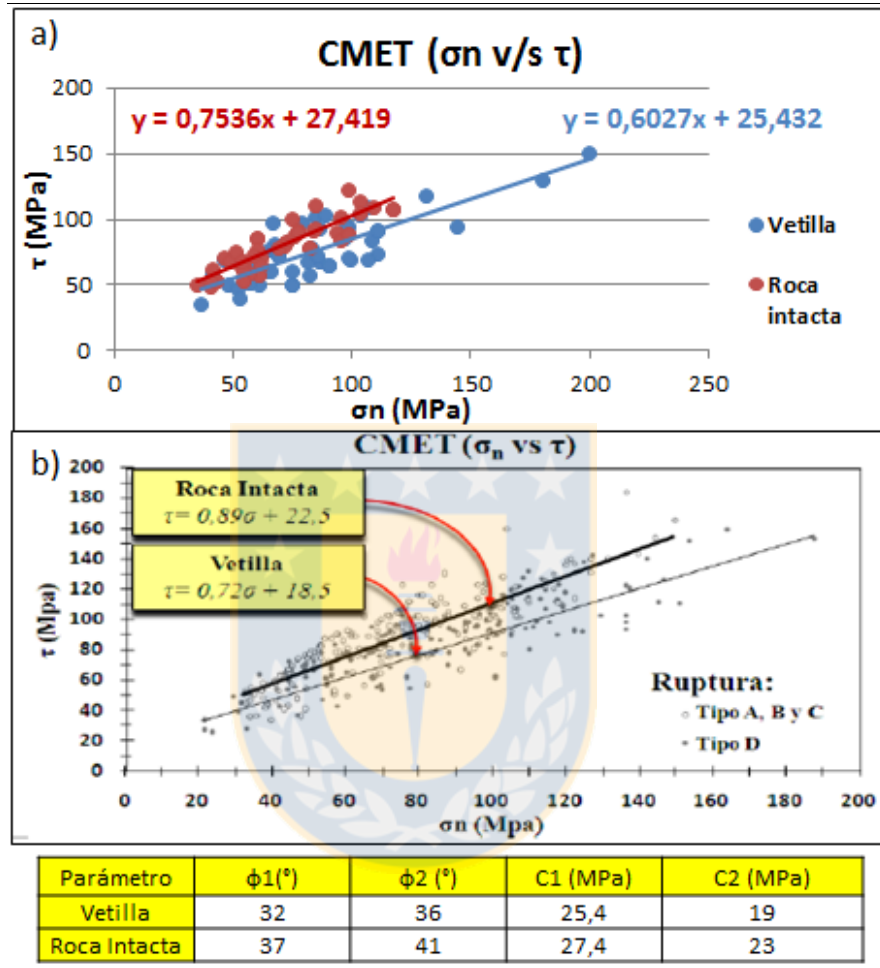 a)
CMET (σn v/s τ)
y = 0,7536x + 27,419
y = 0,6027x + 25,432
200
150
100
50
0
τ (MPa)
0 50 100 150 200 250
σn (MPa)
Vetilla
Roca intacta
b)
CMET (σn vs τ)
Roca Intacta
τ= 0,89σ + 22,5
Vetilla
τ= 0,72σ + 18,5
200
180
160
140
120
100
80
60
40
20
0
τ (Mpa)
Ruptura:
Tipo A, B y C
Tipo D
0 20 40 60 80 100 120 140 160 180 200
σn (Mpa)
Parámetro ϕ1(°) ϕ2 (°) C1 (MPa) C2 (MPa)
Vetilla 32 36 25,4 19
Roca Intacta 37 41 27,4 23